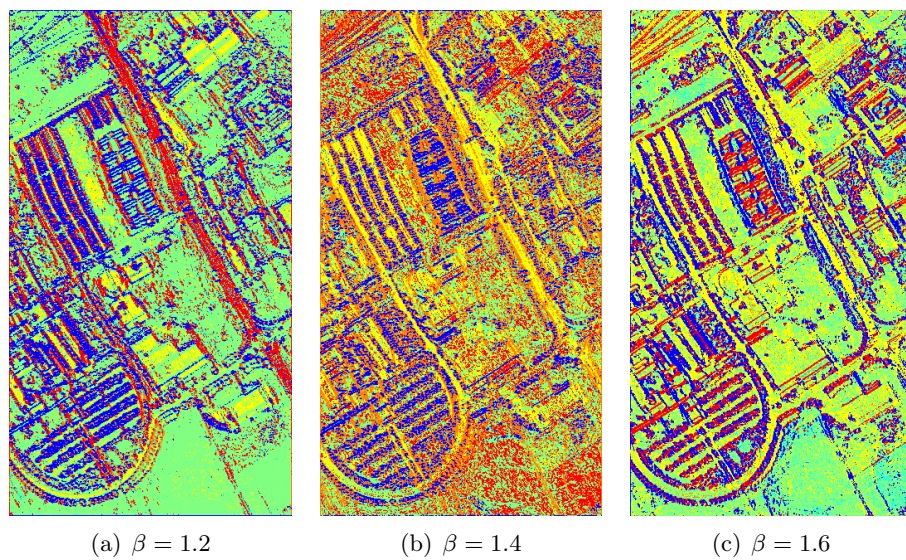 (a) β = 1.2
(b) β = 1.4
(c) β = 1.6